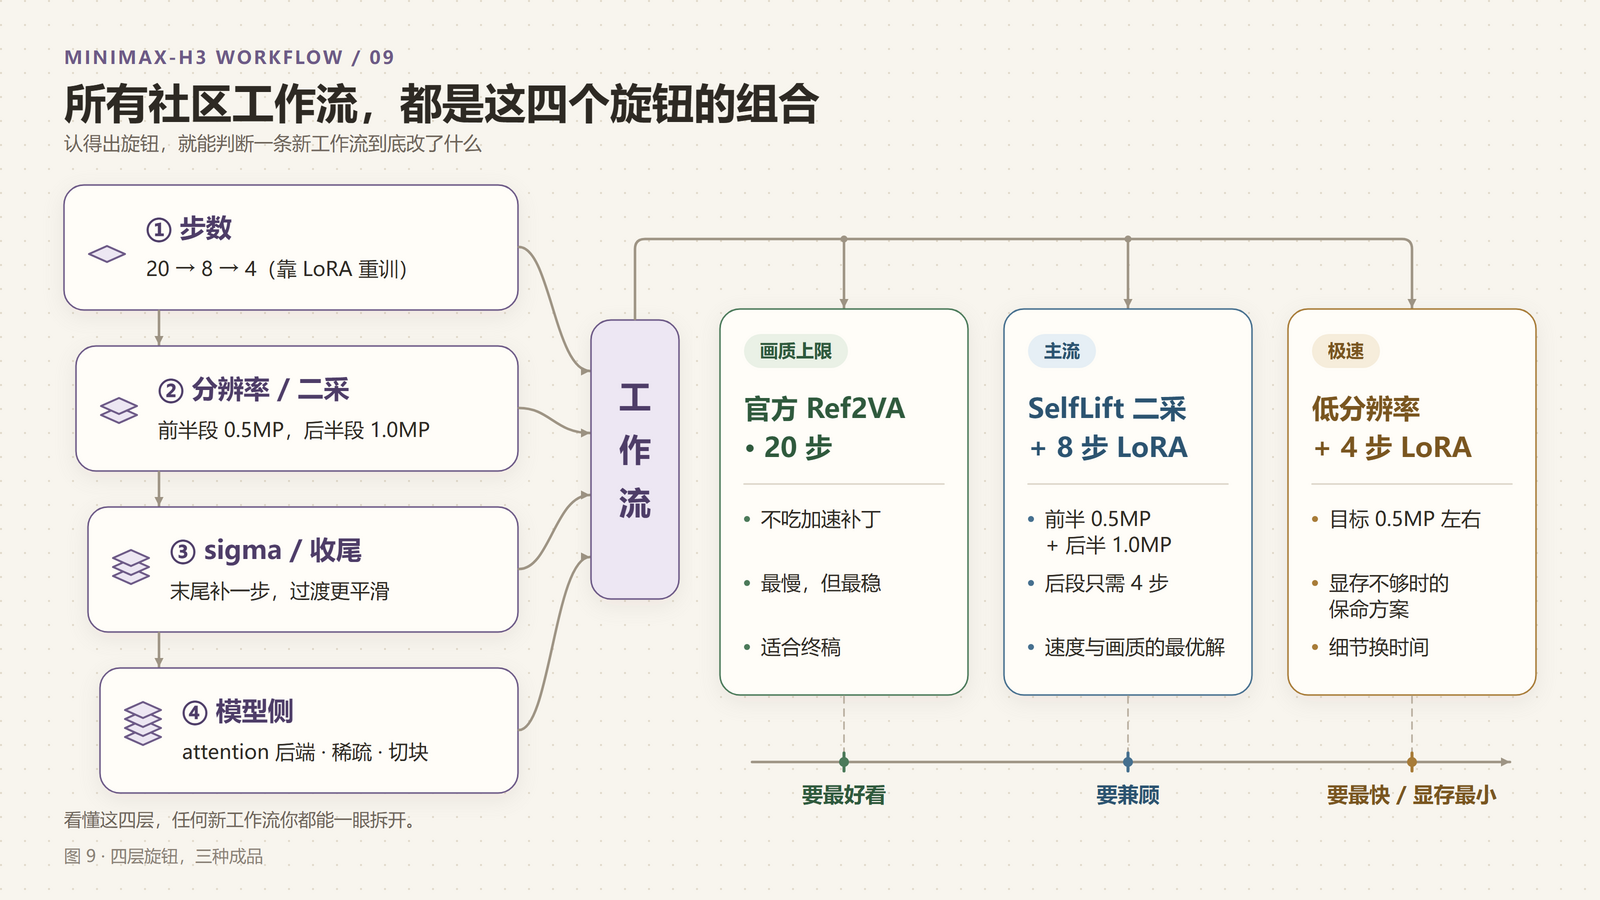 MINIMAX-H3 WORKFLOW / 09
所有社区工作流，都是这四个旋钮的组合
认得出旋钮，就能判断一条新工作流到底改了什么
① 步数
20 → 8 → 4（靠 LoRA 重训）
② 分辨率 / 二采
前半段 0.5MP，后半段 1.0MP
③ sigma / 收尾
末尾补一步，过渡更平滑
④ 模型侧
attention 后端 · 稀疏 · 切块
看懂这四层，任何新工作流你都能一眼拆开。
图 9 · 四层旋钮，三种成品
工
作
流
画质上限
官方 Ref2VA
· 20 步
• 不吃加速补丁
• 最慢，但最稳
• 适合终稿
主流
SelfLift 二采
+ 8 步 LoRA
• 前半 0.5MP
+ 后半 1.0MP
• 后段只需 4 步
• 速度与画质的最优解
极速
低分辨率
+ 4 步 LoRA
• 目标 0.5MP 左右
• 显存不够时的
保命方案
• 细节换时间
要最好看
要兼顾
要最快 / 显存最小